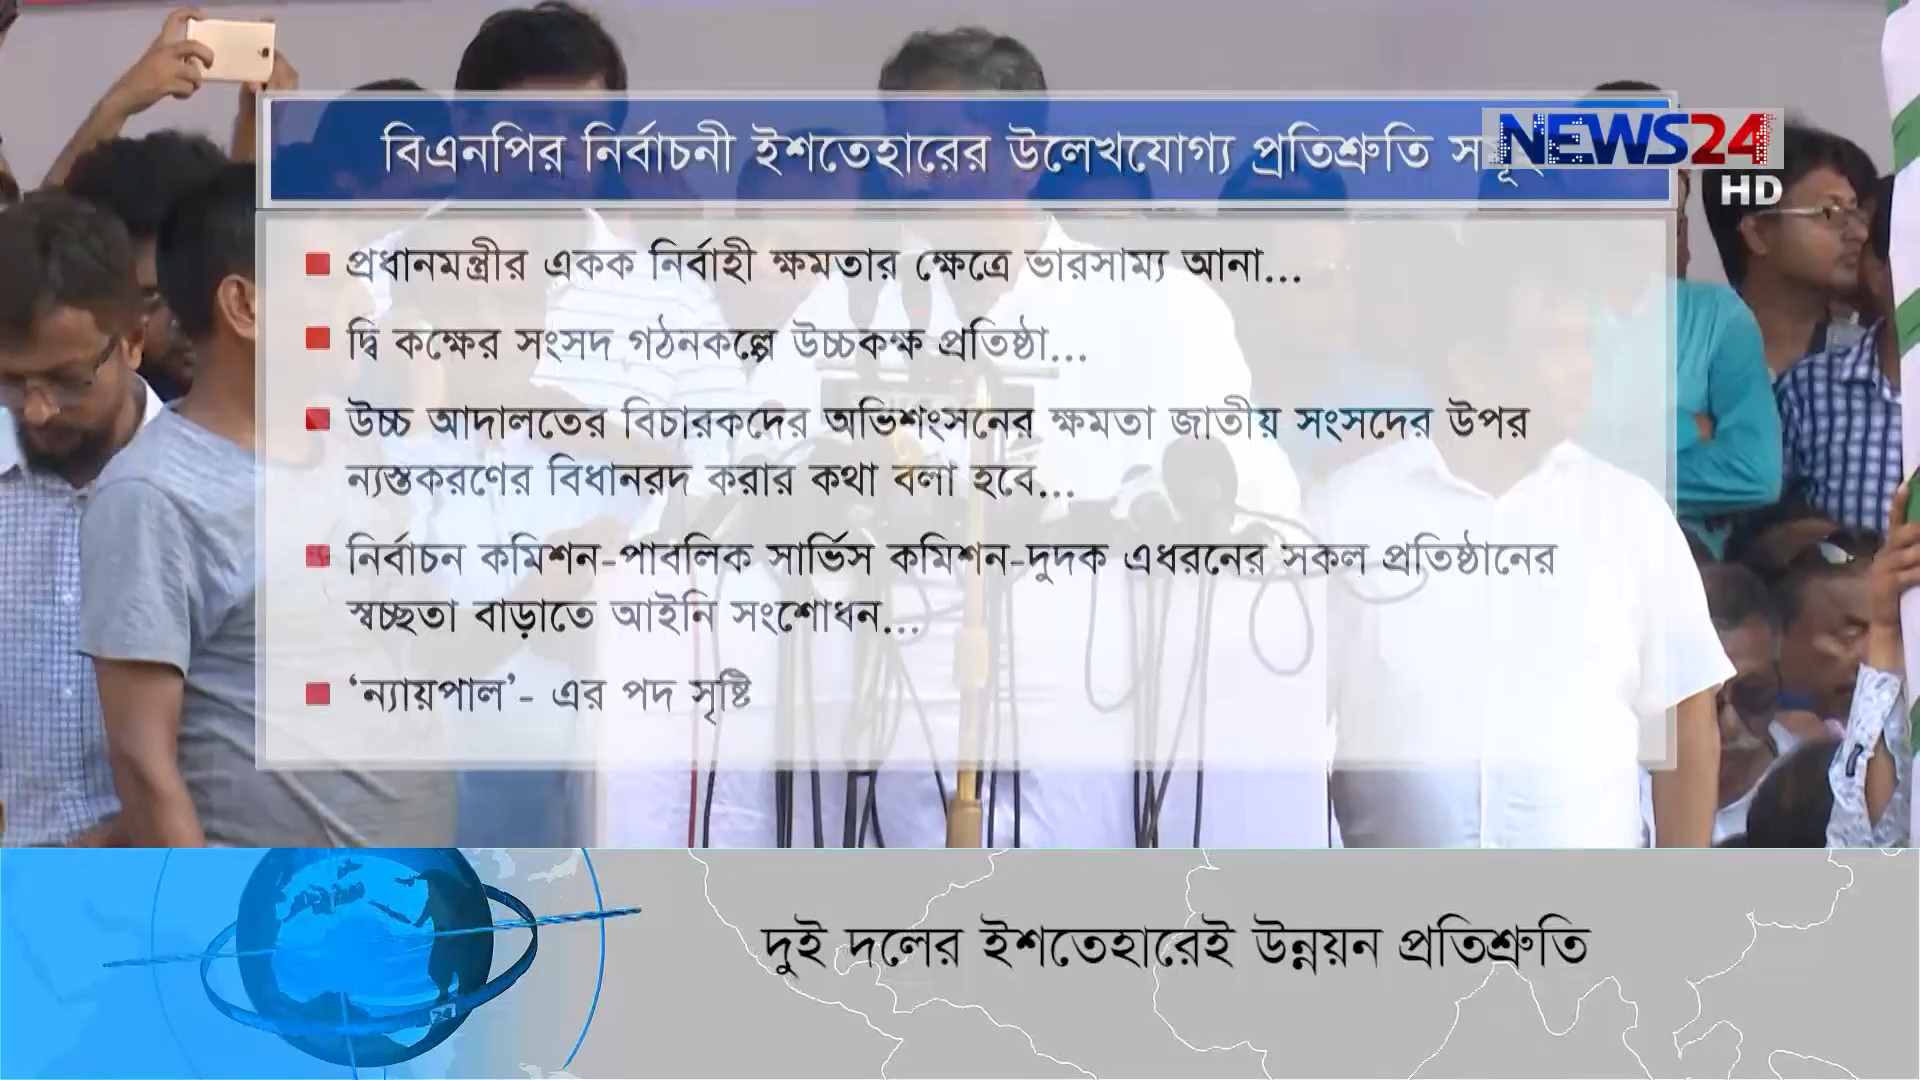 বিএনপির নির্বাচনী ইশতেহারের উলেখযোগ্য প্রতিশ্রুতি
NEWS24
HD
প্রধানমন্ত্রীর একক নির্বাহী ক্ষমতার ক্ষেত্রে ভারসাম্য আনা...
দ্বি কক্ষের সংসদ গঠনকল্পে উচ্চকক্ষ প্রতিষ্ঠা...
উচ্চ আদালতের বিচারকদের অভিশংসনের ক্ষমতা জাতীয় সংসদের উপর
ন্যস্তকরণের বিধানরদ করার কথা বলা হবে...
নির্বাচন কমিশন-পাবলিক সার্ভিস কমিশন-দুদক এধরনের সকল প্রতিষ্ঠানের
স্বচ্ছতা বাড়াতে আইনি সংশোধন...
‘ন্যায়পাল’- এর পদ সৃষ্টি
দুই দলের ইশতেহারেই উন্নয়ন প্রতিশ্রুতি